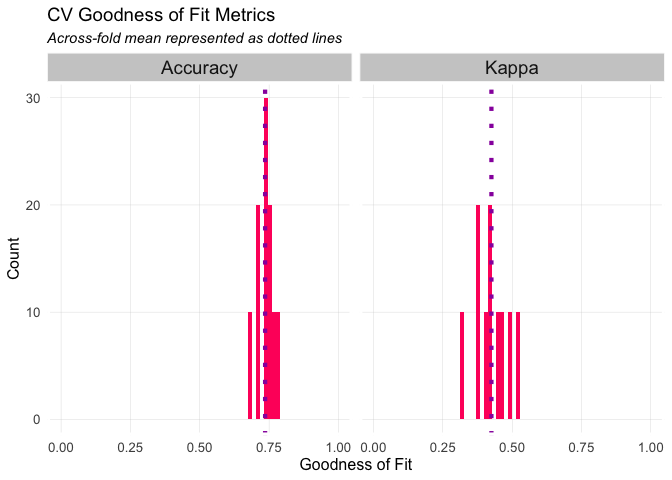 CV Goodness of Fit Metrics
Across-fold mean represented as dotted lines
Accuracy Kappa
30
20
10
0
Count
0.00 0.25 0.50 0.75 1.00 0.00 0.25 0.50 0.75 1.00
Goodness of Fit